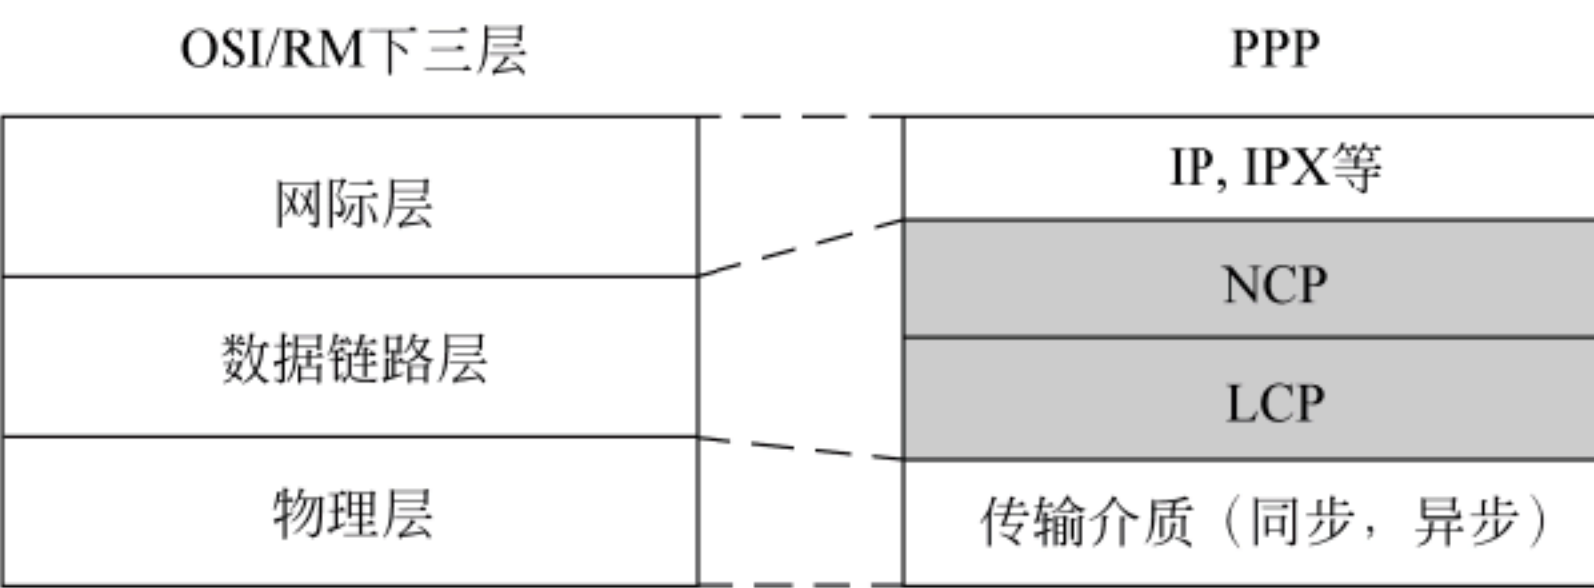 OSI/RM下三层
PPP
网际层
数据链路层
物理层
IP, IPX等
NCP
LCP
传输介质（同步，异步）